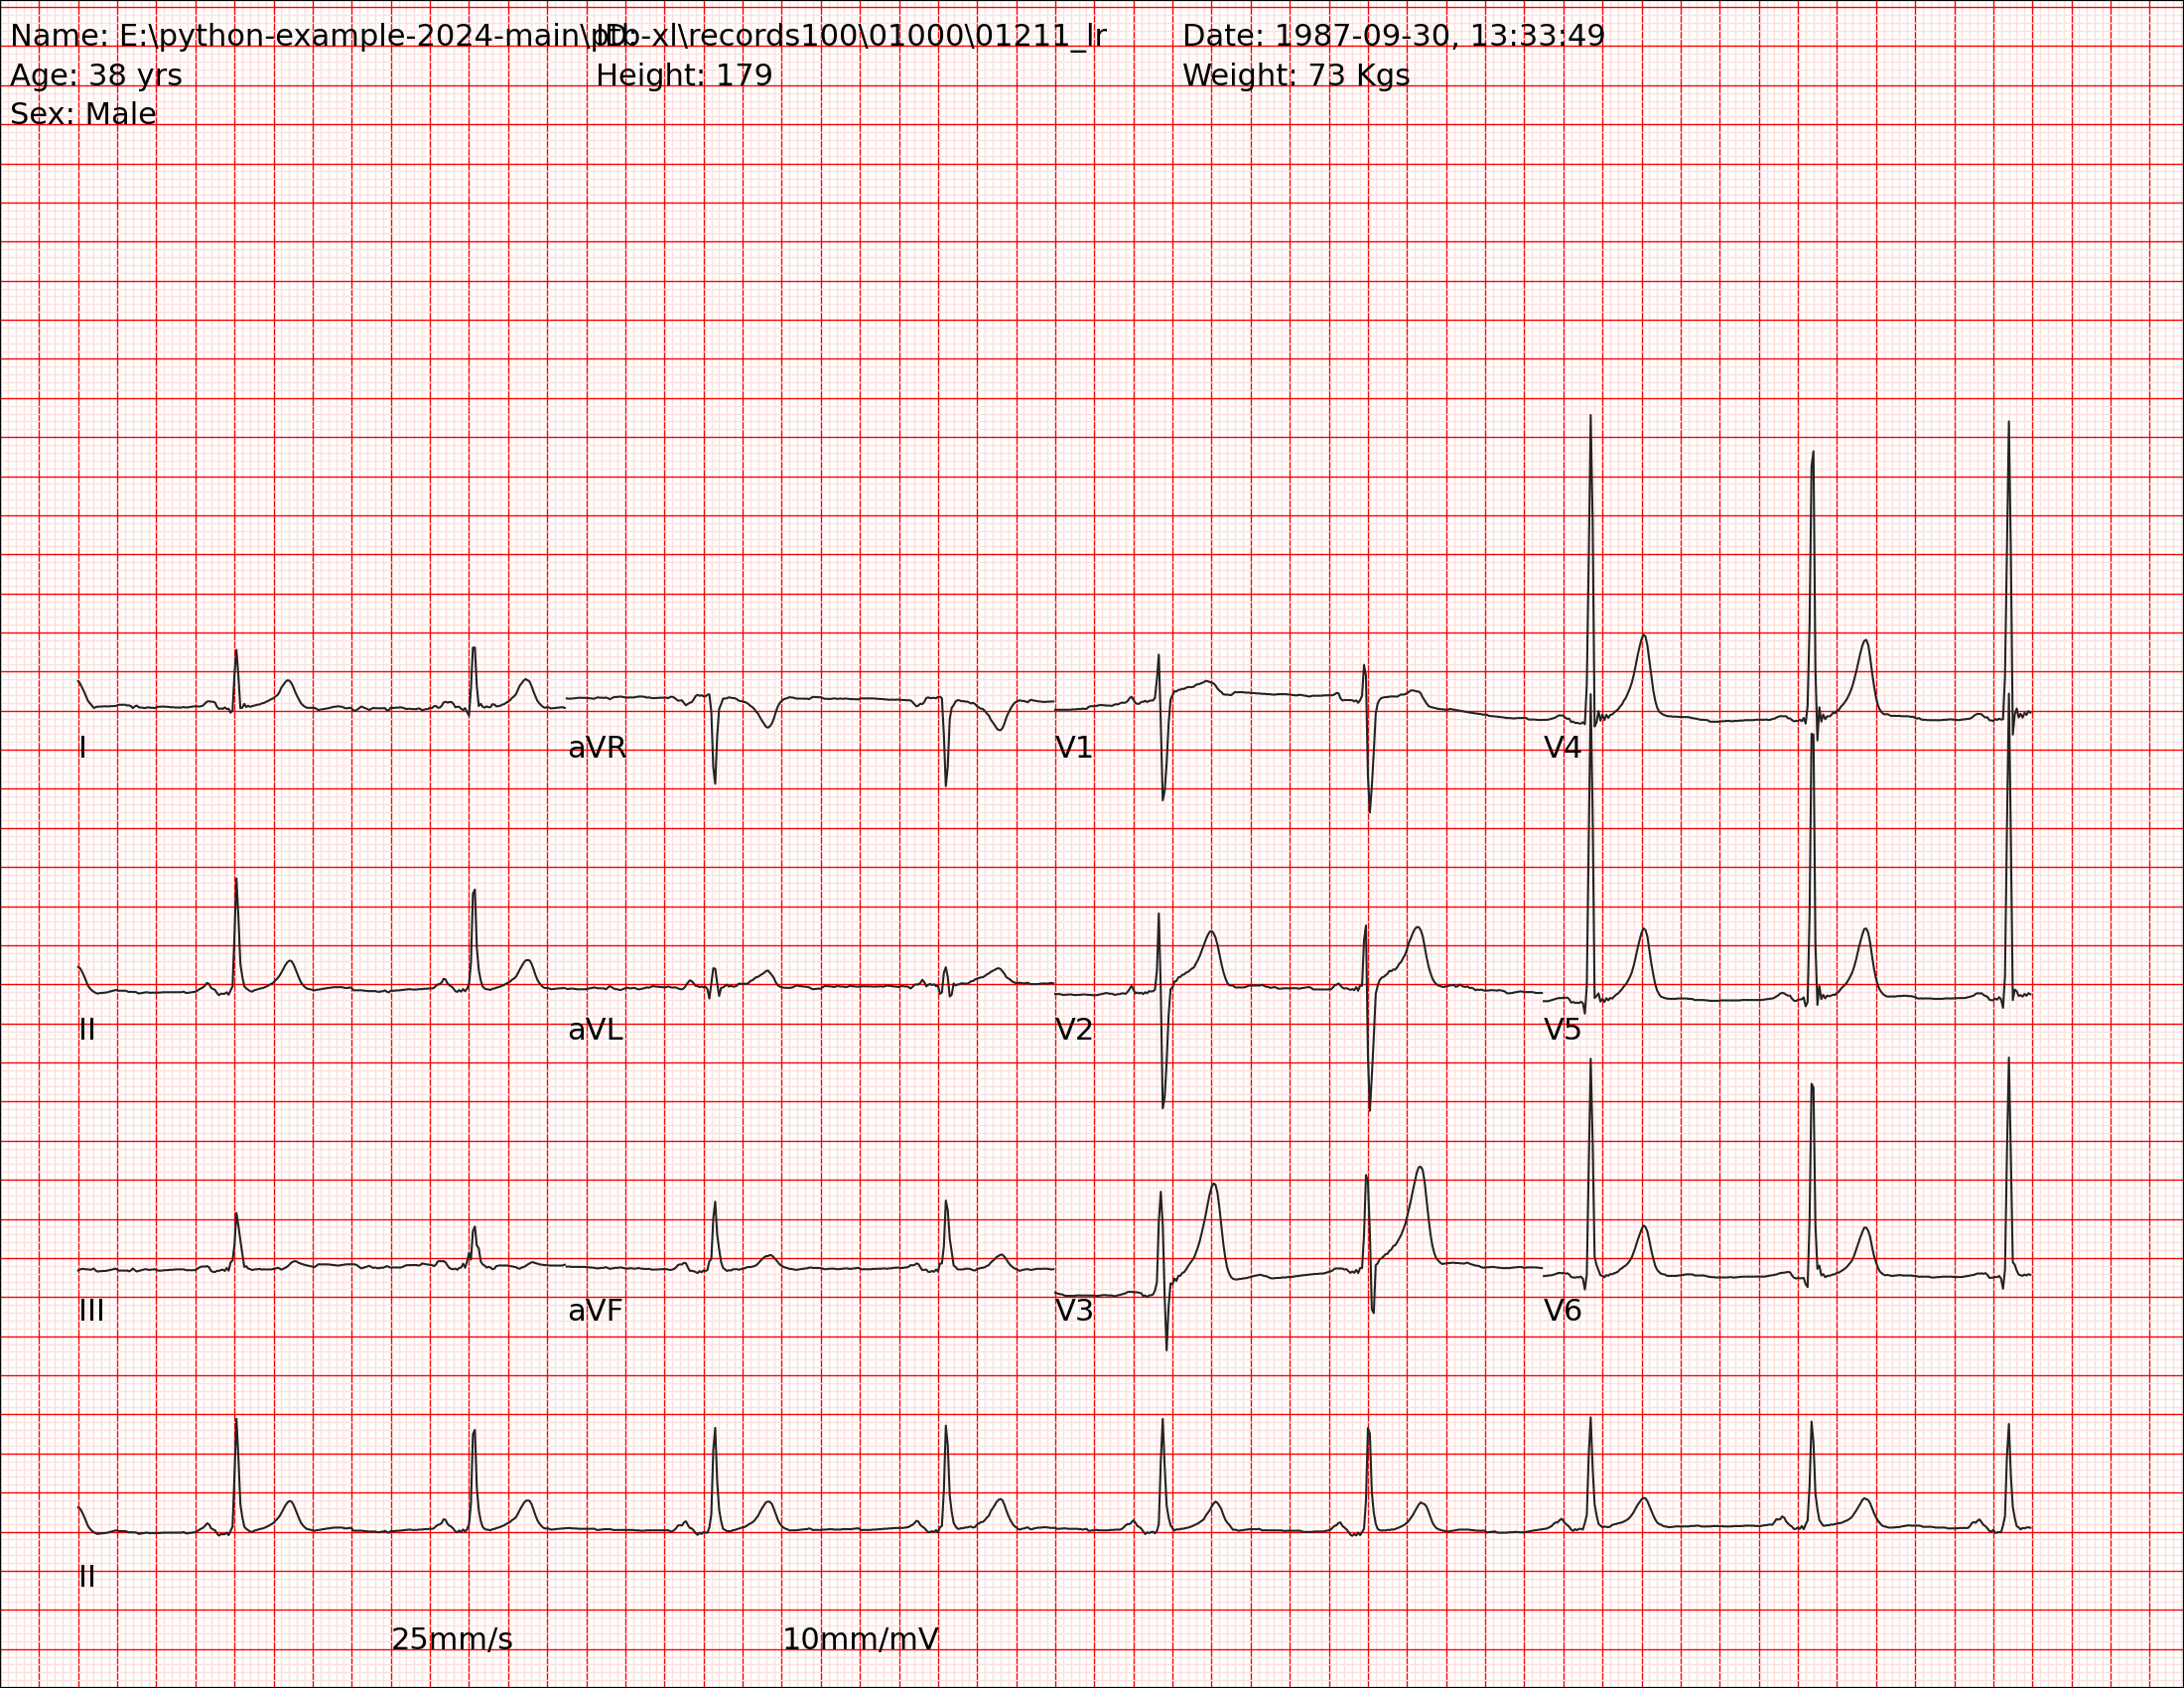 Name: E:\python-example-2024-main\ptb-xl\records100\01000\01211_lr ID: Date: 1987-09-30, 13:33:49
Age: 38 yrs Height: 179 Weight: 73 Kgs
Sex: Male
I aVR V1 V4
II aVL V2 V5
III aVF V3 V6
II
25mm/s 10mm/mV